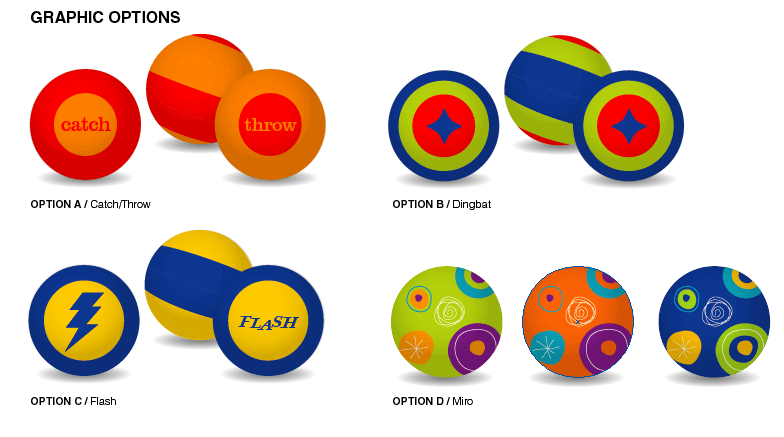 GRAPHIC OPTIONS
catch
throw
OPTION A / Catch/Throw
OPTION B / Dingbat
FLASH
OPTION C / Flash
OPTION D / Miro